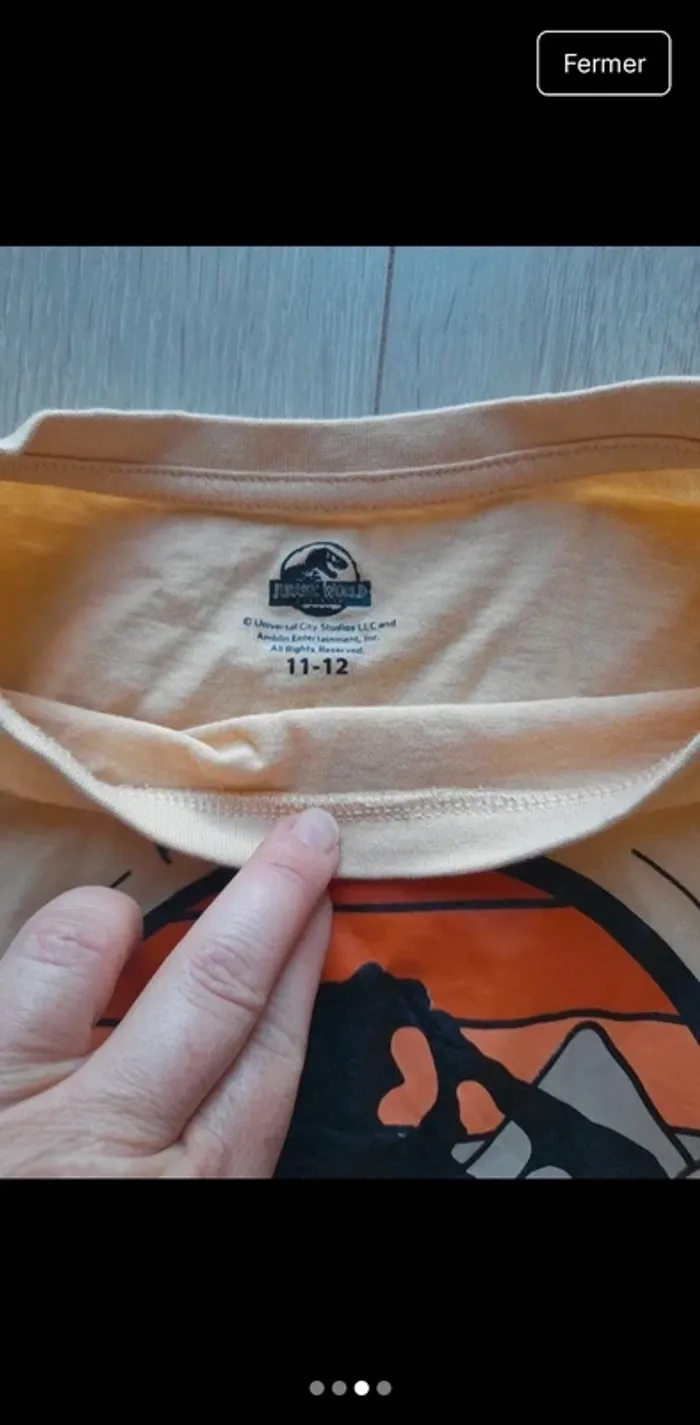 Fermer
JURASSIC WORLD
© Universal City Studios LLC and
Amblin Entertainment, Inc.
All Rights Reserved.
11-12